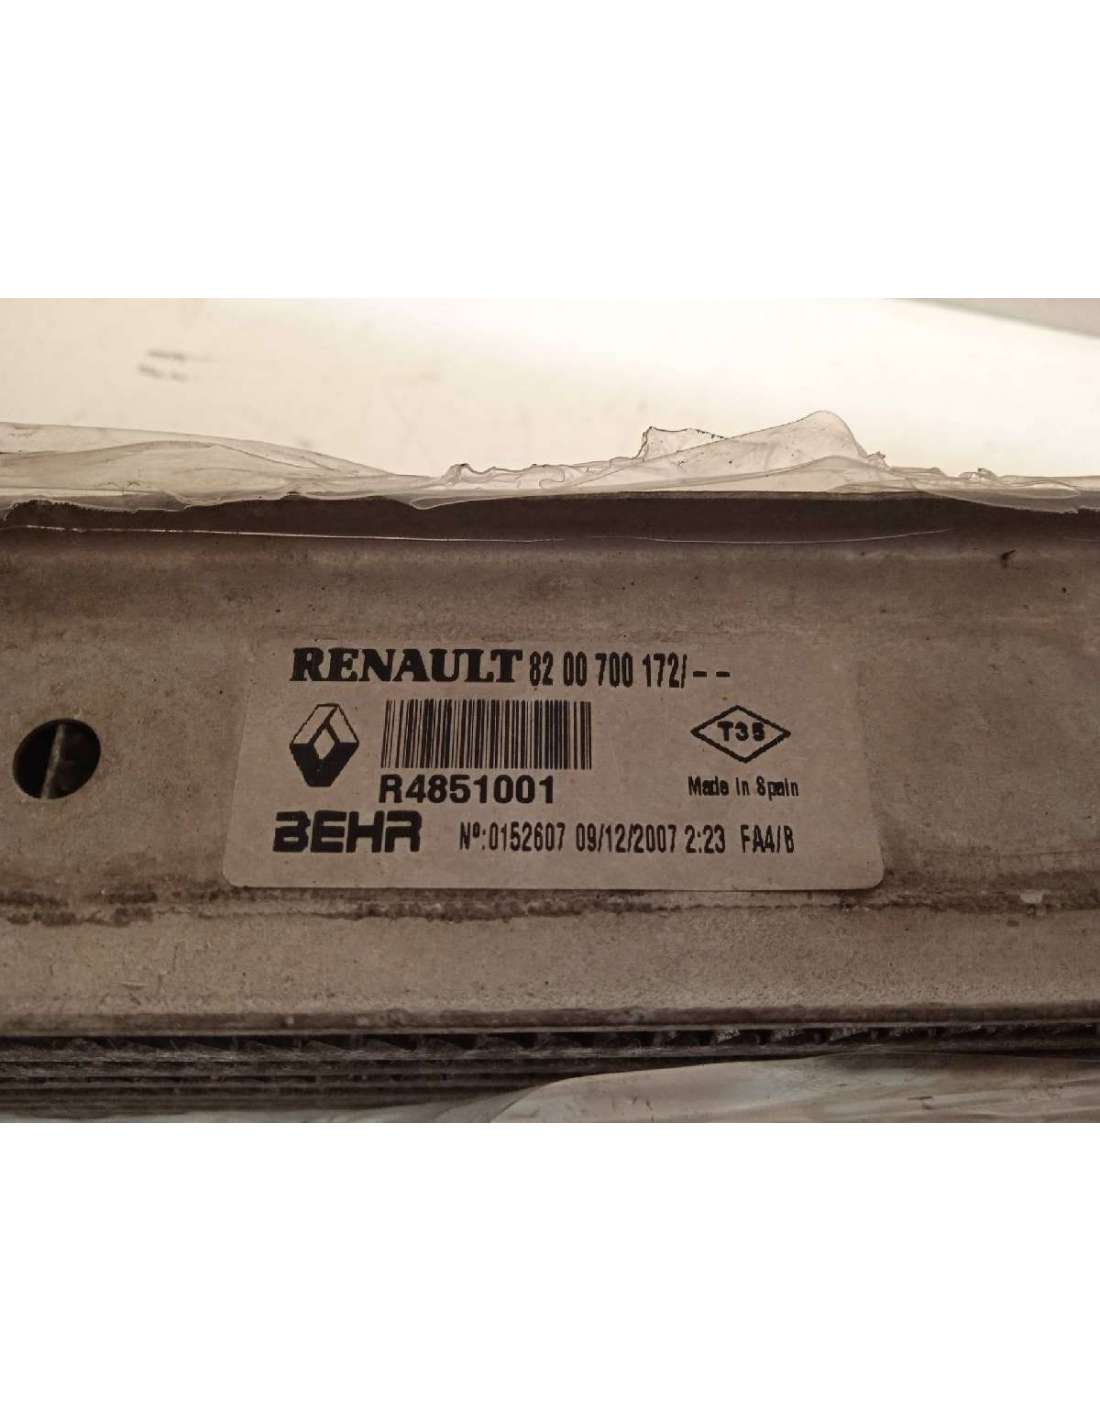 RENAULT 82 00 700 172/--
T35
R4851001
Made in Spain
BEHR Nº:0152607 09/12/2007 2:23 FA4/B